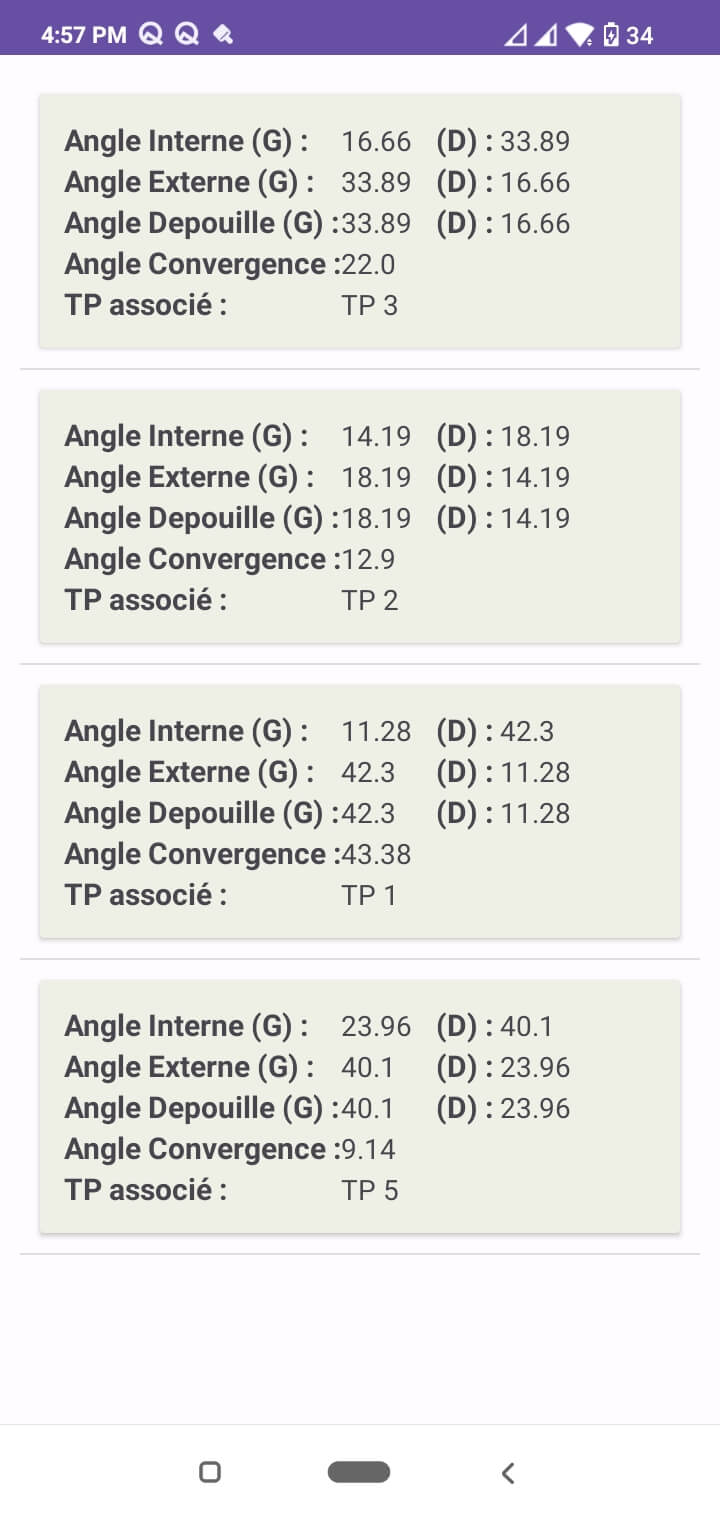 4:57 PM 34
Angle Interne (G) : 16.66 (D) : 33.89
Angle Externe (G) : 33.89 (D) : 16.66
Angle Depouille (G) :33.89 (D) : 16.66
Angle Convergence :22.0
TP associé : TP 3
Angle Interne (G) : 14.19 (D) : 18.19
Angle Externe (G) : 18.19 (D) : 14.19
Angle Depouille (G) :18.19 (D) : 14.19
Angle Convergence :12.9
TP associé : TP 2
Angle Interne (G) : 11.28 (D) : 42.3
Angle Externe (G) : 42.3 (D) : 11.28
Angle Depouille (G) :42.3 (D) : 11.28
Angle Convergence :43.38
TP associé : TP 1
Angle Interne (G) : 23.96 (D) : 40.1
Angle Externe (G) : 40.1 (D) : 23.96
Angle Depouille (G) :40.1 (D) : 23.96
Angle Convergence :9.14
TP associé : TP 5